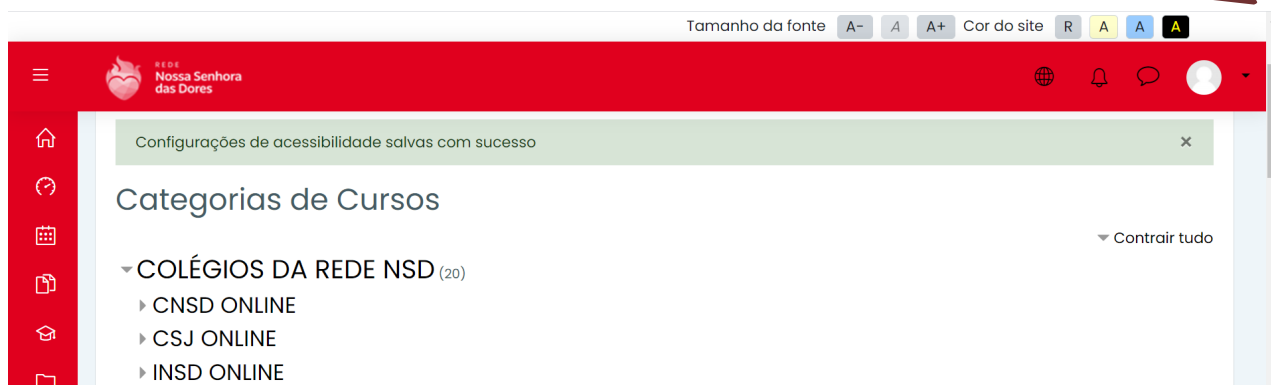 Tamanho da fonte A- A A+ Cor do site R A A A
REDE
Nossa Senhora
das Dores
Configurações de acessibilidade salvas com sucesso ×
Categorias de Cursos
Contrair tudo
COLÉGIOS DA REDE NSD (20)
CNSD ONLINE
CSJ ONLINE
INSD ONLINE